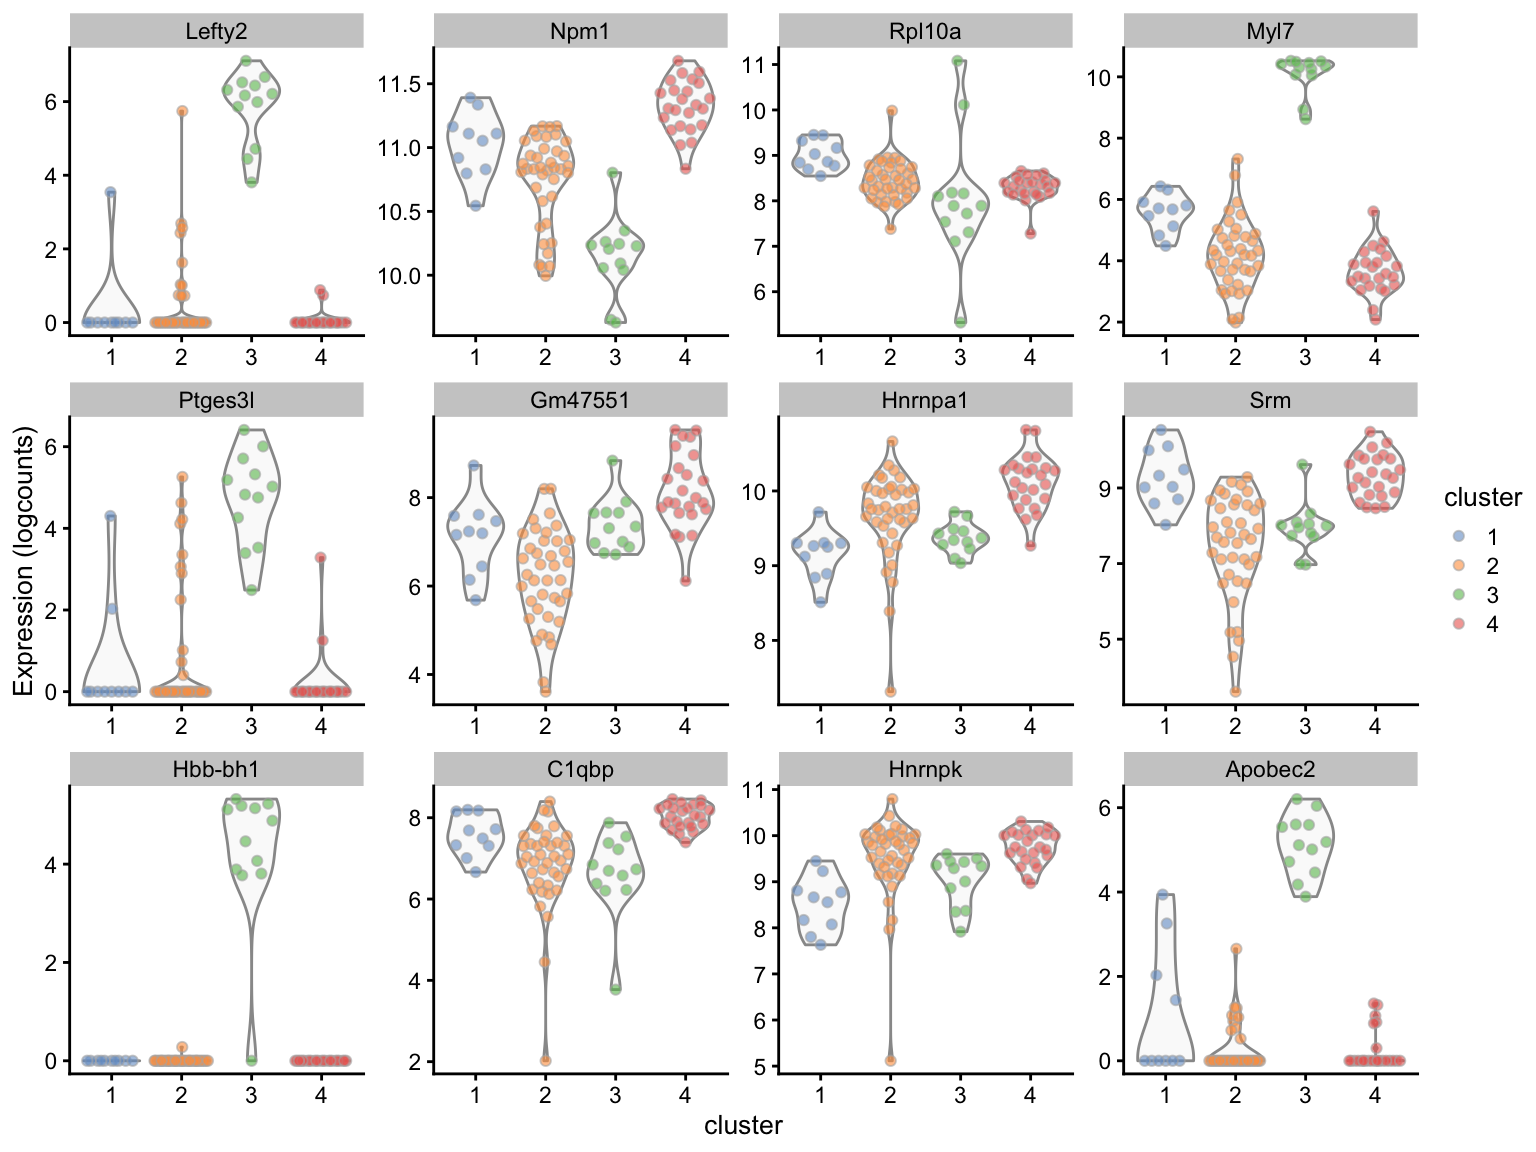 Lefty2 Npm1 Rpl10a Myl7
6 4 2 0
11.5 11.0 10.5 10.0
11 10 9 8 7 6
10 8 6 4 2
1 2 3 4 1 2 3 4 1 2 3 4 1 2 3 4
Ptges3l Gm47551 Hnrnpa1 Srm
6 4 2 0
8 6 4
10 9 8
9 7 5
1 2 3 4 1 2 3 4 1 2 3 4 1 2 3 4
Expression (logcounts)
cluster
1
2
3
4
Hbb-bh1 C1qbp Hnrnpk Apobec2
4 2 0
8 6 4 2
11 10 9 8 7 6 5
6 4 2 0
1 2 3 4 1 2 3 4 1 2 3 4 1 2 3 4
cluster